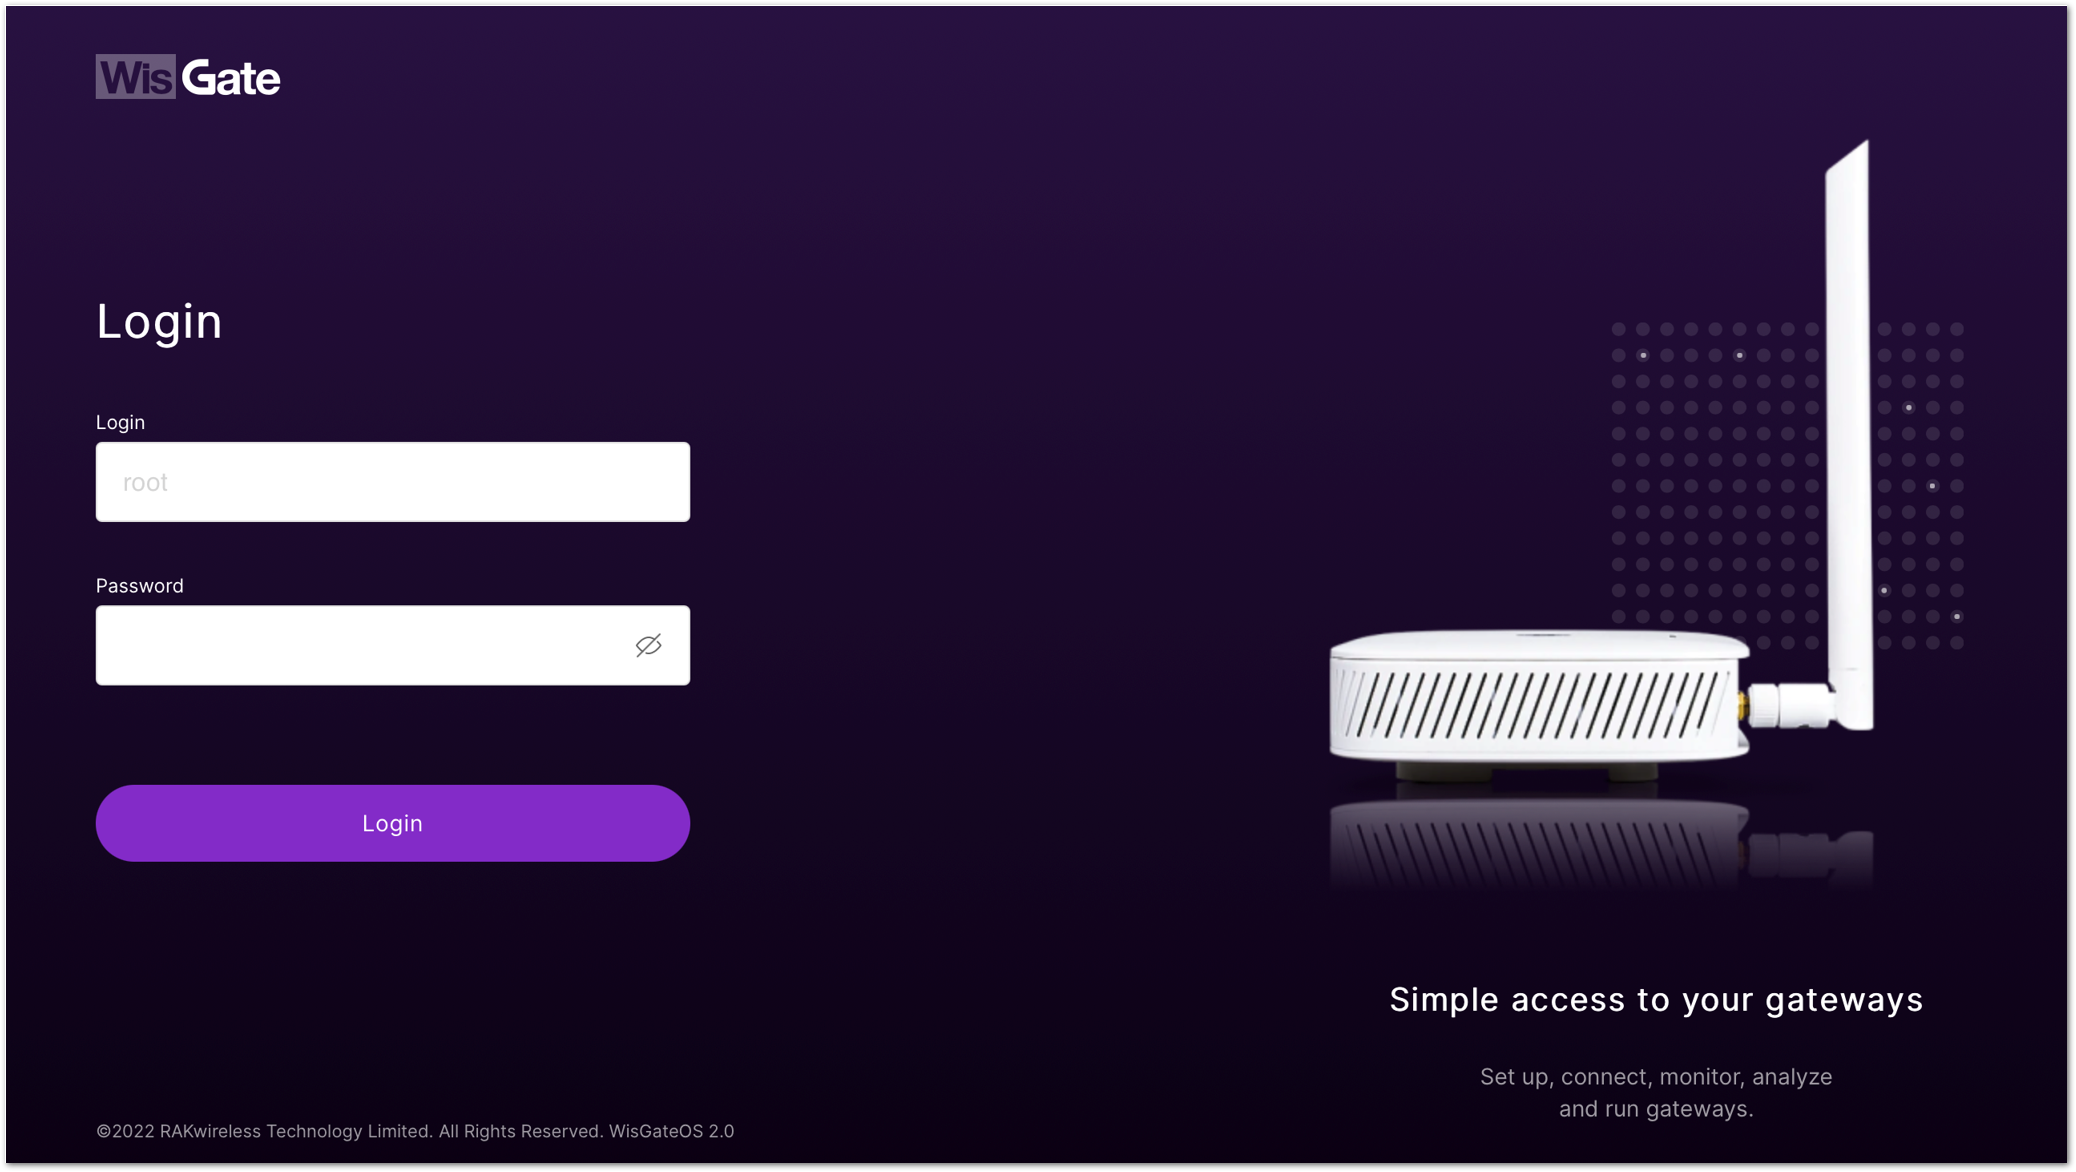 WisGate
Login
Login
root
Password
Login
Simple access to your gateways
Set up, connect, monitor, analyze
and run gateways.
©2022 RAKwireless Technology Limited. All Rights Reserved. WisGateOS 2.0